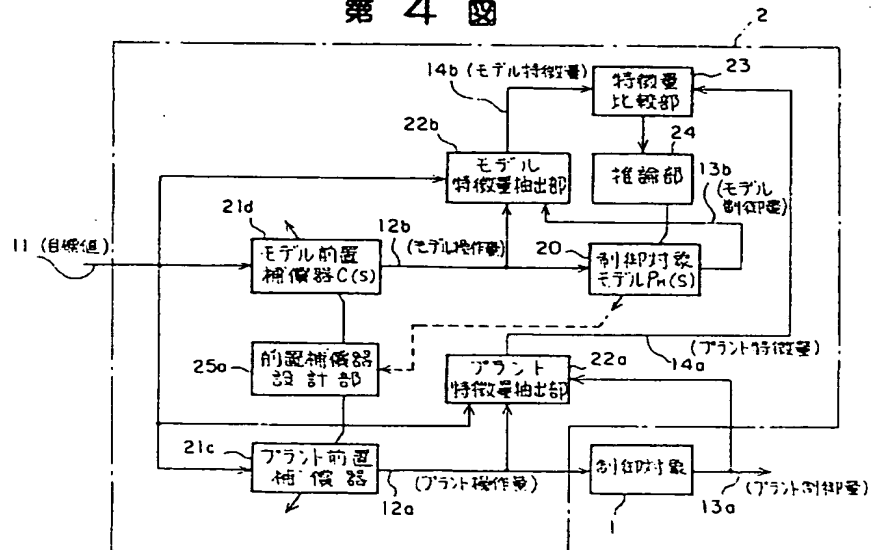 第 4 図
2
14b (モデル特徴量)
特徴量
比較部
23
22b
モデル
特徴量抽出部
24
推論部
13b
(モデル
制御量)
21d
12b
11 (目標値)
モデル前置
補償器C(S)
(モデル操作量)
20
制御対象
モデルPM(S)
前置補償器
設計部
25a
プラント
特徴量抽出部
22a
(プラント特徴量)
14a
21c
プラント前置
補償器
(プラント操作量)
12a
制御対象
1
(プラント制御量)
13a